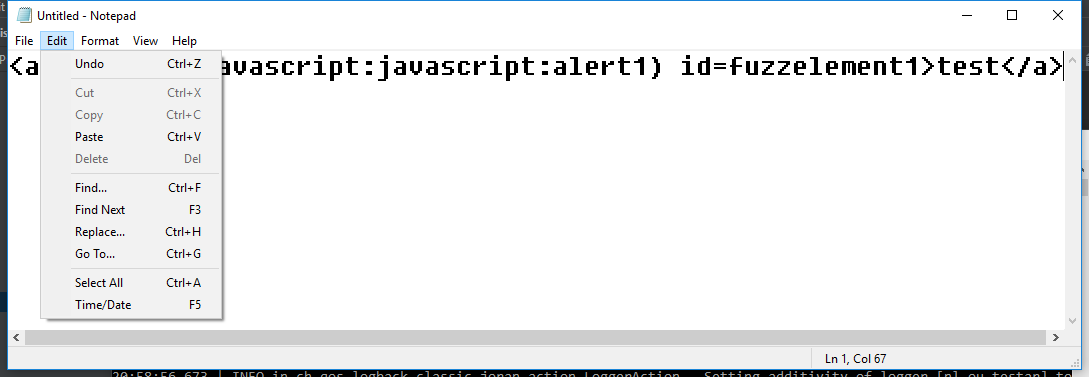 Untitled - Notepad
File Edit Format View Help
<a avascript:javascript:alert1) id=fuzzelement1>test</a>
Undo Ctrl+Z
Cut Ctrl+X
Copy Ctrl+C
Paste Ctrl+V
Delete Del
Find... Ctrl+F
Find Next F3
Replace... Ctrl+H
Go To... Ctrl+G
Select All Ctrl+A
Time/Date F5
Ln 1, Col 67
20:58:56,673 | INFO in ch.qos.logback.classic.joran.action.LoggerAction - Setting additivity of logger